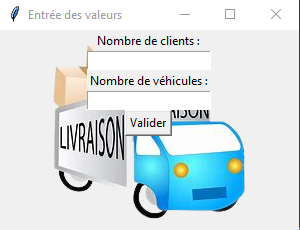 Entrée des valeurs
Nombre de clients :
Nombre de véhicules :
Valider
LIVRAISON
LIVRAISON